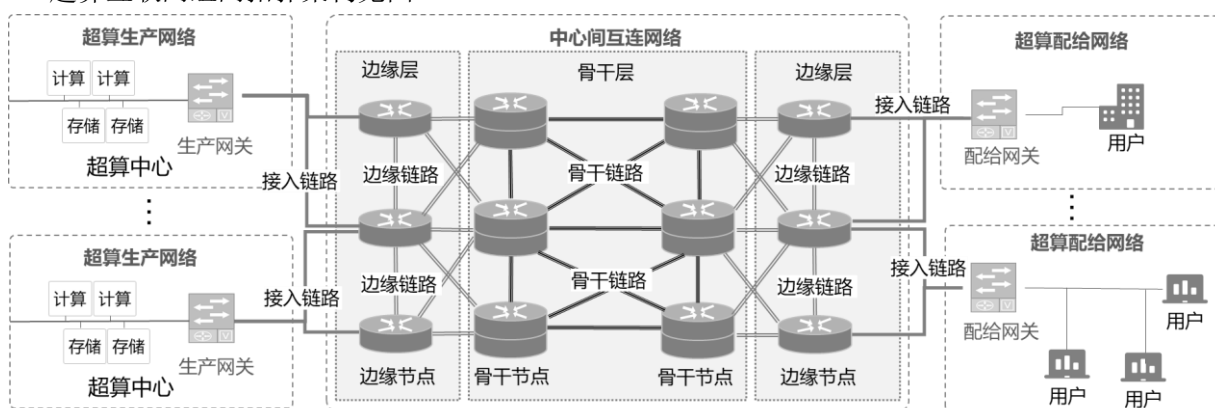 超算生产网络
计算 计算
存储 存储
超算中心
生产网关
接入链路
超算生产网络
计算 计算
存储 存储
超算中心
生产网关
接入链路
中心间互连网络
边缘层
骨干层
边缘层
边缘链路
骨干链路
边缘链路
边缘链路
骨干链路
边缘链路
边缘节点
骨干节点
骨干节点
边缘节点
超算配给网络
接入链路
配给网关
用户
超算配给网络
接入链路
配给网关
用户
用户
用户